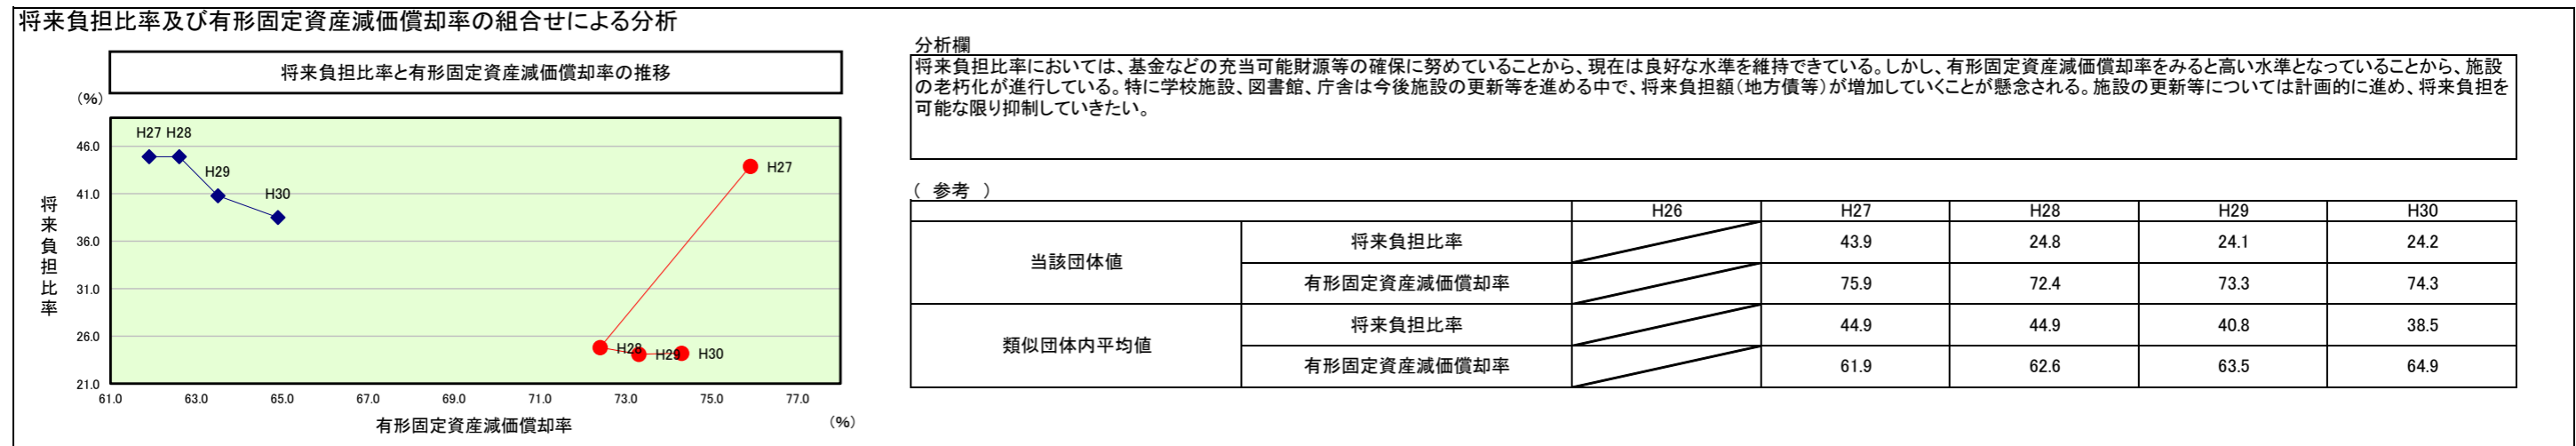 将来負担比率及び有形固定資産減価償却率の組合せによる分析
将来負担比率と有形固定資産減価償却率の推移
（%）
H27 H28
H29
H30
H27
H28
H29
H30
46.0
41.0
36.0
31.0
26.0
21.0
将来負担比率
61.0 63.0 65.0 67.0 69.0 71.0 73.0 75.0 77.0
有形固定資産減価償却率
（%）
分析欄
将来負担比率においては、基金などの充当可能財源等の確保に努めていることから、現在は良好な水準を維持できている。しかし、有形固定資産減価償却率をみると高い水準となっていることから、施設
の老朽化が進行している。特に学校施設、図書館、庁舎は今後施設の更新等を進める中で、将来負担額（地方債等）が増加していくことが懸念される。施設の更新等については計画的に進め、将来負担を
可能な限り抑制していきたい。
（ 参考 ）
H26 H27 H28 H29 H30
当該団体値
将来負担比率 43.9 24.8 24.1 24.2
有形固定資産減価償却率 75.9 72.4 73.3 74.3
類似団体内平均値
将来負担比率 44.9 44.9 40.8 38.5
有形固定資産減価償却率 61.9 62.6 63.5 64.9